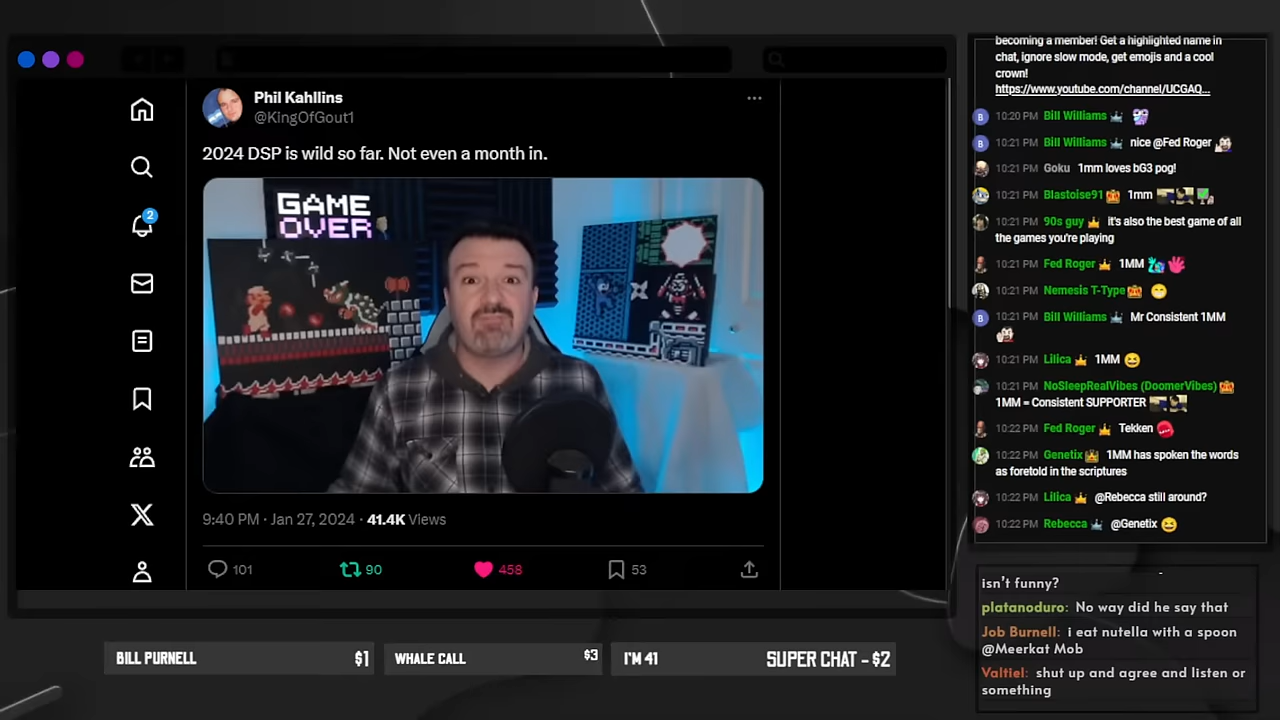 Phil Kahllins
@KingOfGout1
2024 DSP is wild so far. Not even a month in.
GAME
OVER
9:40 PM · Jan 27, 2024 · 41.4K Views
101
90
458
53
2
BILL PURNELL $1
WHALE CALL $3
I'M 41 SUPER CHAT - $2
becoming a member! Get a highlighted name in
chat, ignore slow mode, get emojis and a cool
crown!
https://www.youtube.com/channel/UCGAQ...
B 10:20 PM Bill Williams
B 10:21 PM Bill Williams nice @Fed Roger
10:21 PM Goku 1mm loves bG3 pog!
10:21 PM Blastoise91 1mm
10:21 PM 90s guy it's also the best game of all
the games you're playing
10:21 PM Fed Roger 1MM
10:21 PM Nemesis T-Type
B 10:21 PM Bill Williams Mr Consistent 1MM
10:21 PM Lilica 1MM
10:21 PM NoSleepRealVibes (DoomerVibes)
1MM = Consistent SUPPORTER
10:22 PM Fed Roger Tekken
10:22 PM Genetix 1MM has spoken the words
as foretold in the scriptures
10:22 PM Lilica @Rebecca still around?
10:22 PM Rebecca @Genetix
isn't funny?
platanoduro: No way did he say that
Job Burnell: i eat nutella with a spoon
@Meerkat Mob
Valtiel: shut up and agree and listen or
something